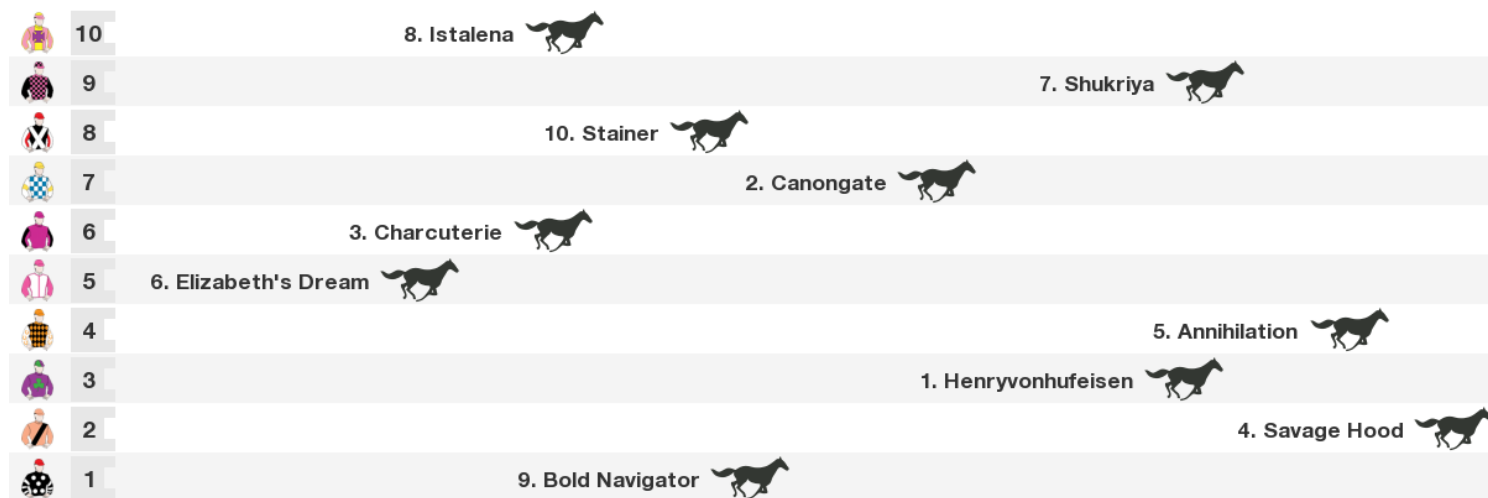 10 8. Istalena
9 7. Shukriya
8 10. Stainer
7 2. Canongate
6 3. Charcuterie
5 6. Elizabeth's Dream
4 5. Annihilation
3 1. Henryvonhufeisen
2 4. Savage Hood
1 9. Bold Navigator